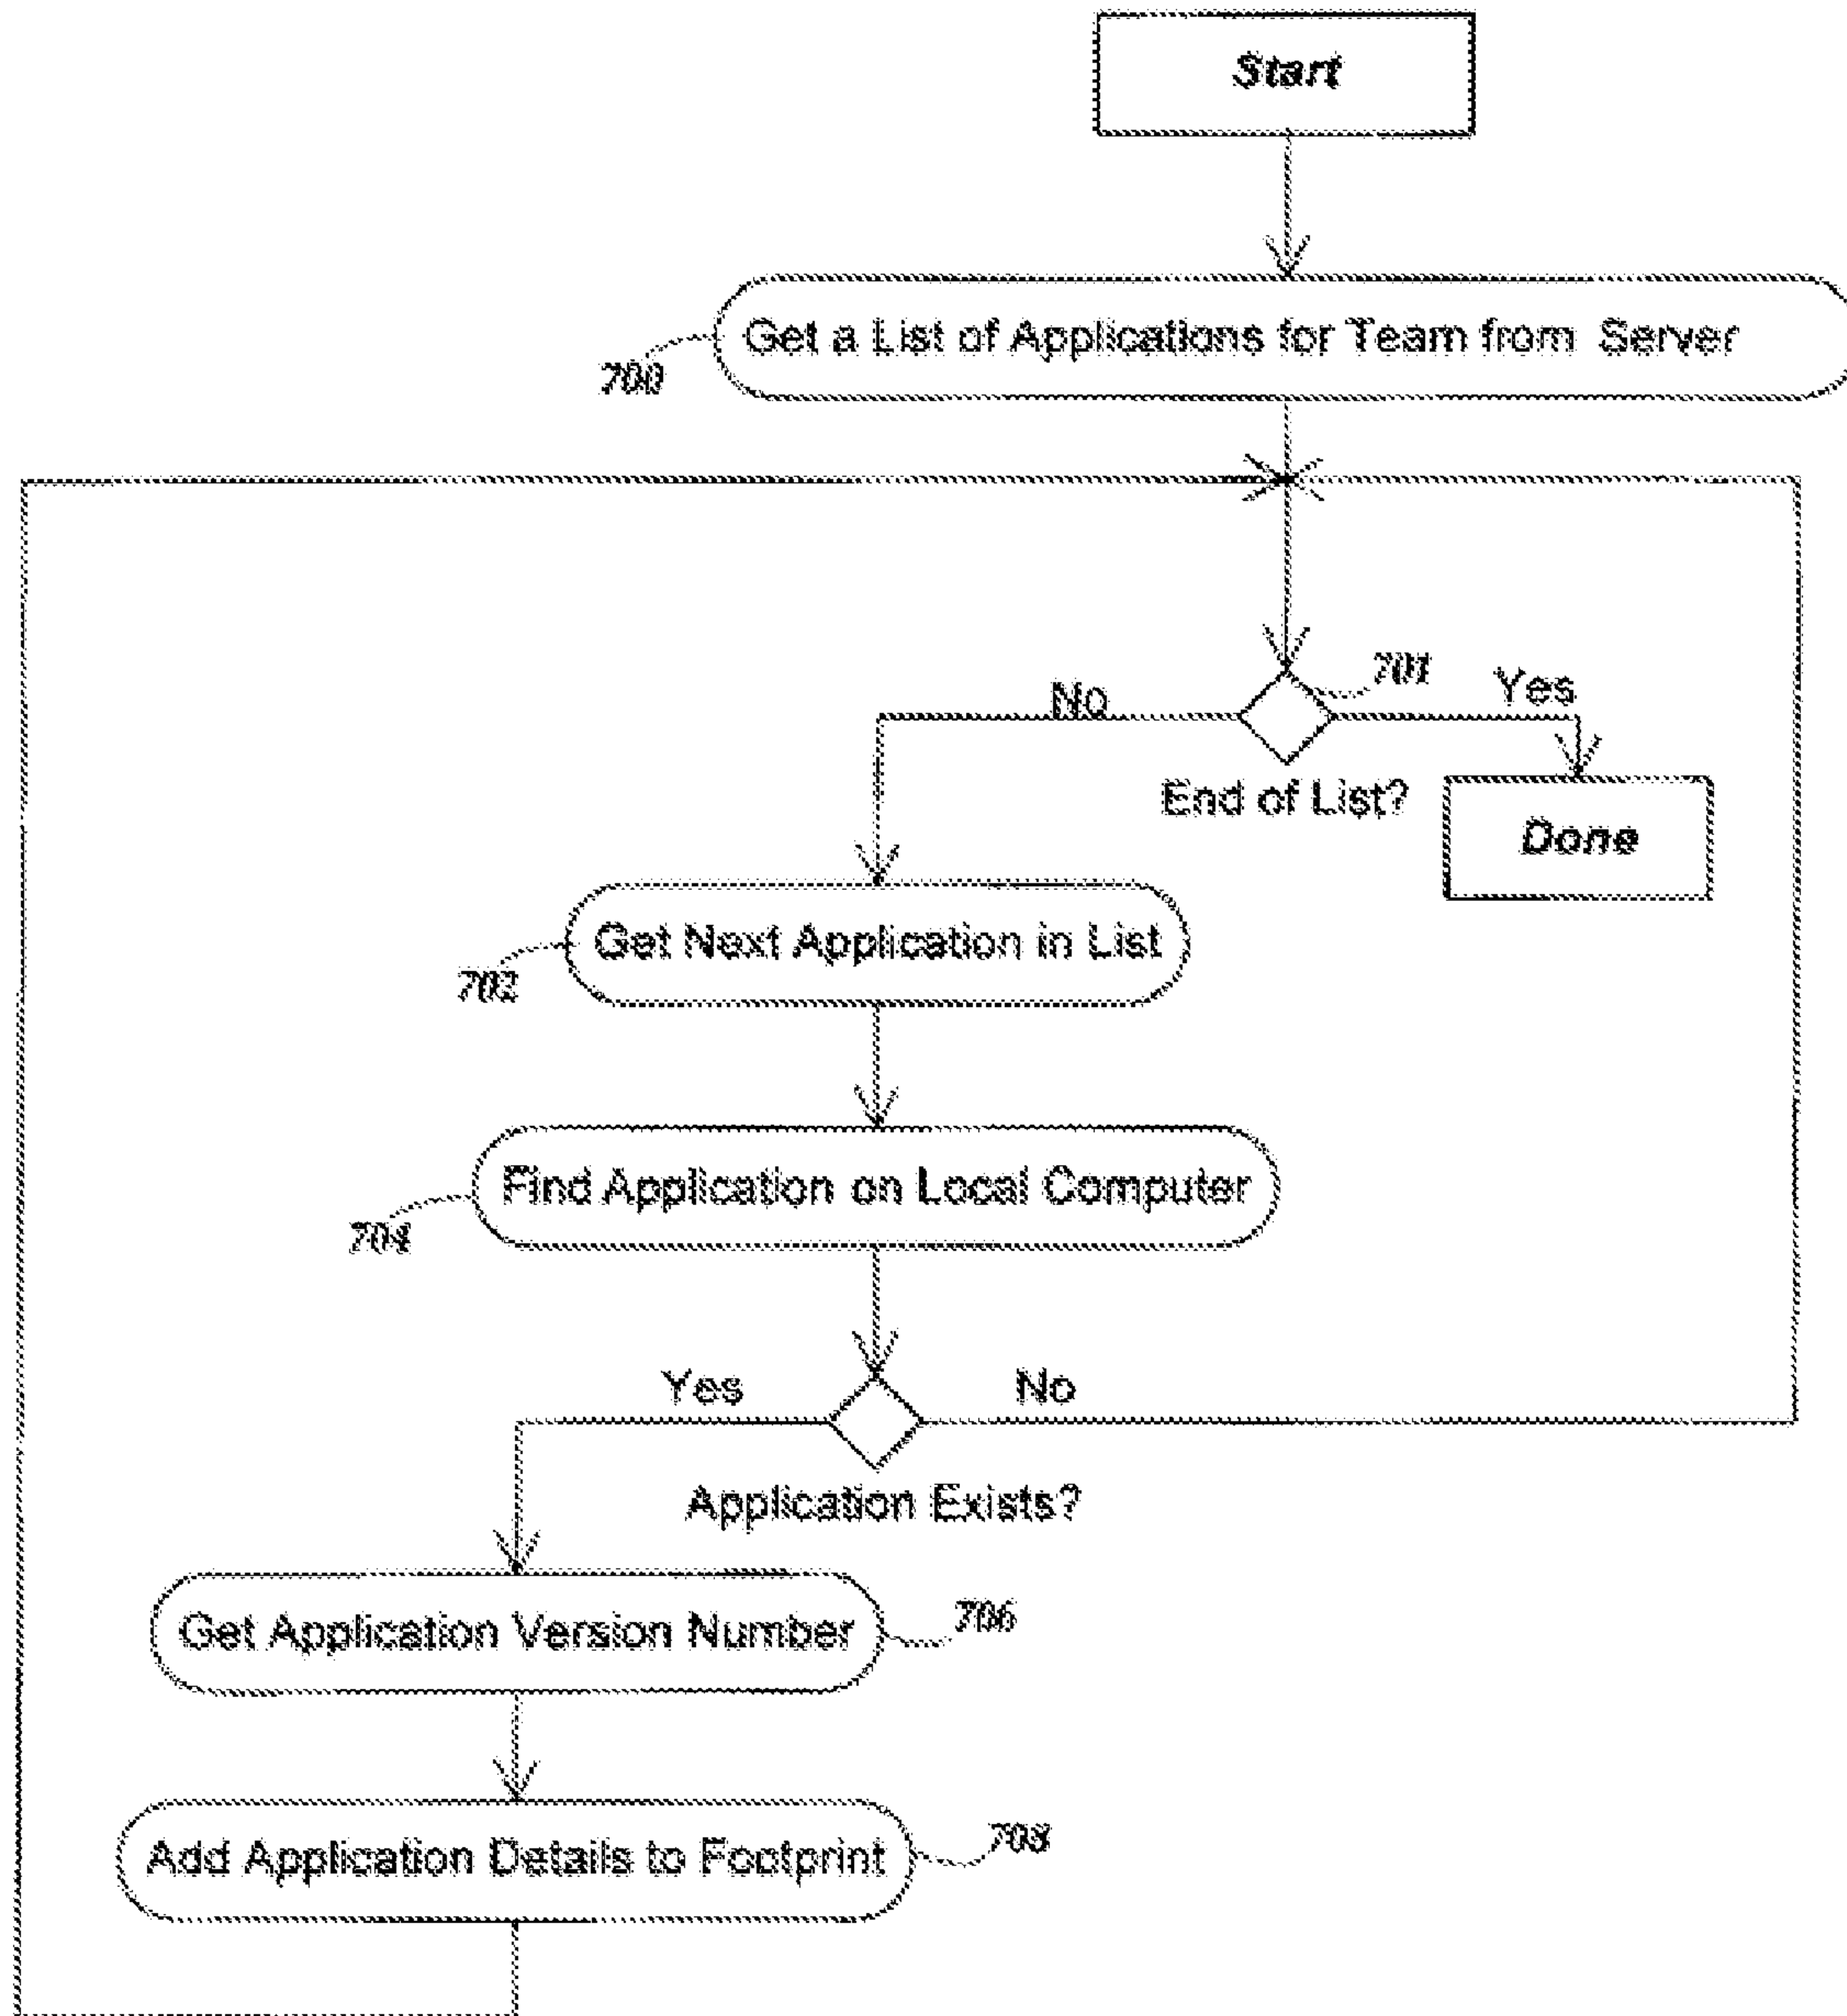 Start
Get a List of Applications for Team from Server
700
701
No
Yes
End of List?
Done
Get Next Application in List
702
Find Application on Local Computer
704
Yes
No
Application Exists?
Get Application Version Number
706
Add Application Details to Footprint
708